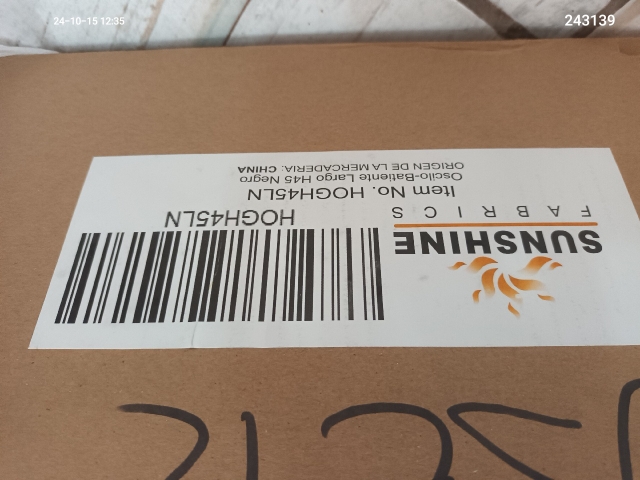 24-10-15 12:35
243139
SUNSHINE
FABRICS
HOGH45LN
Item No. HOGH45LN
Oscilo-Batiente Largo H45 Negro
ORIGEN DE LA MERCADERIA: CHINA